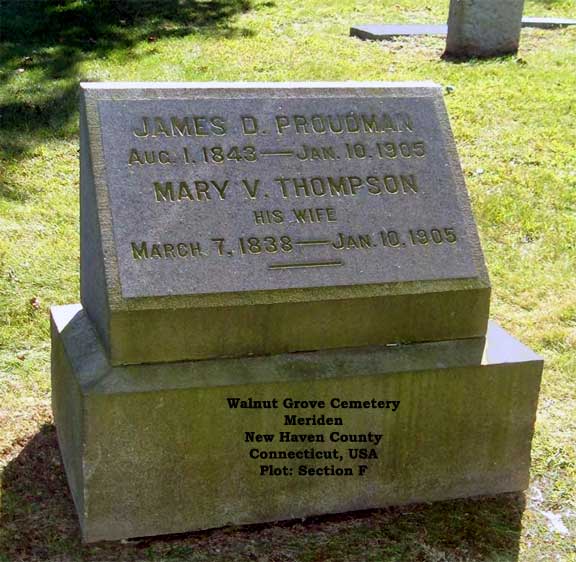 JAMES D. PROUDMAN
AUG. 1, 1843 — JAN. 10, 1905
MARY V. THOMPSON
HIS WIFE
MARCH 7, 1838 — JAN. 10, 1905
Walnut Grove Cemetery
Meriden
New Haven County
Connecticut, USA
Plot: Section F